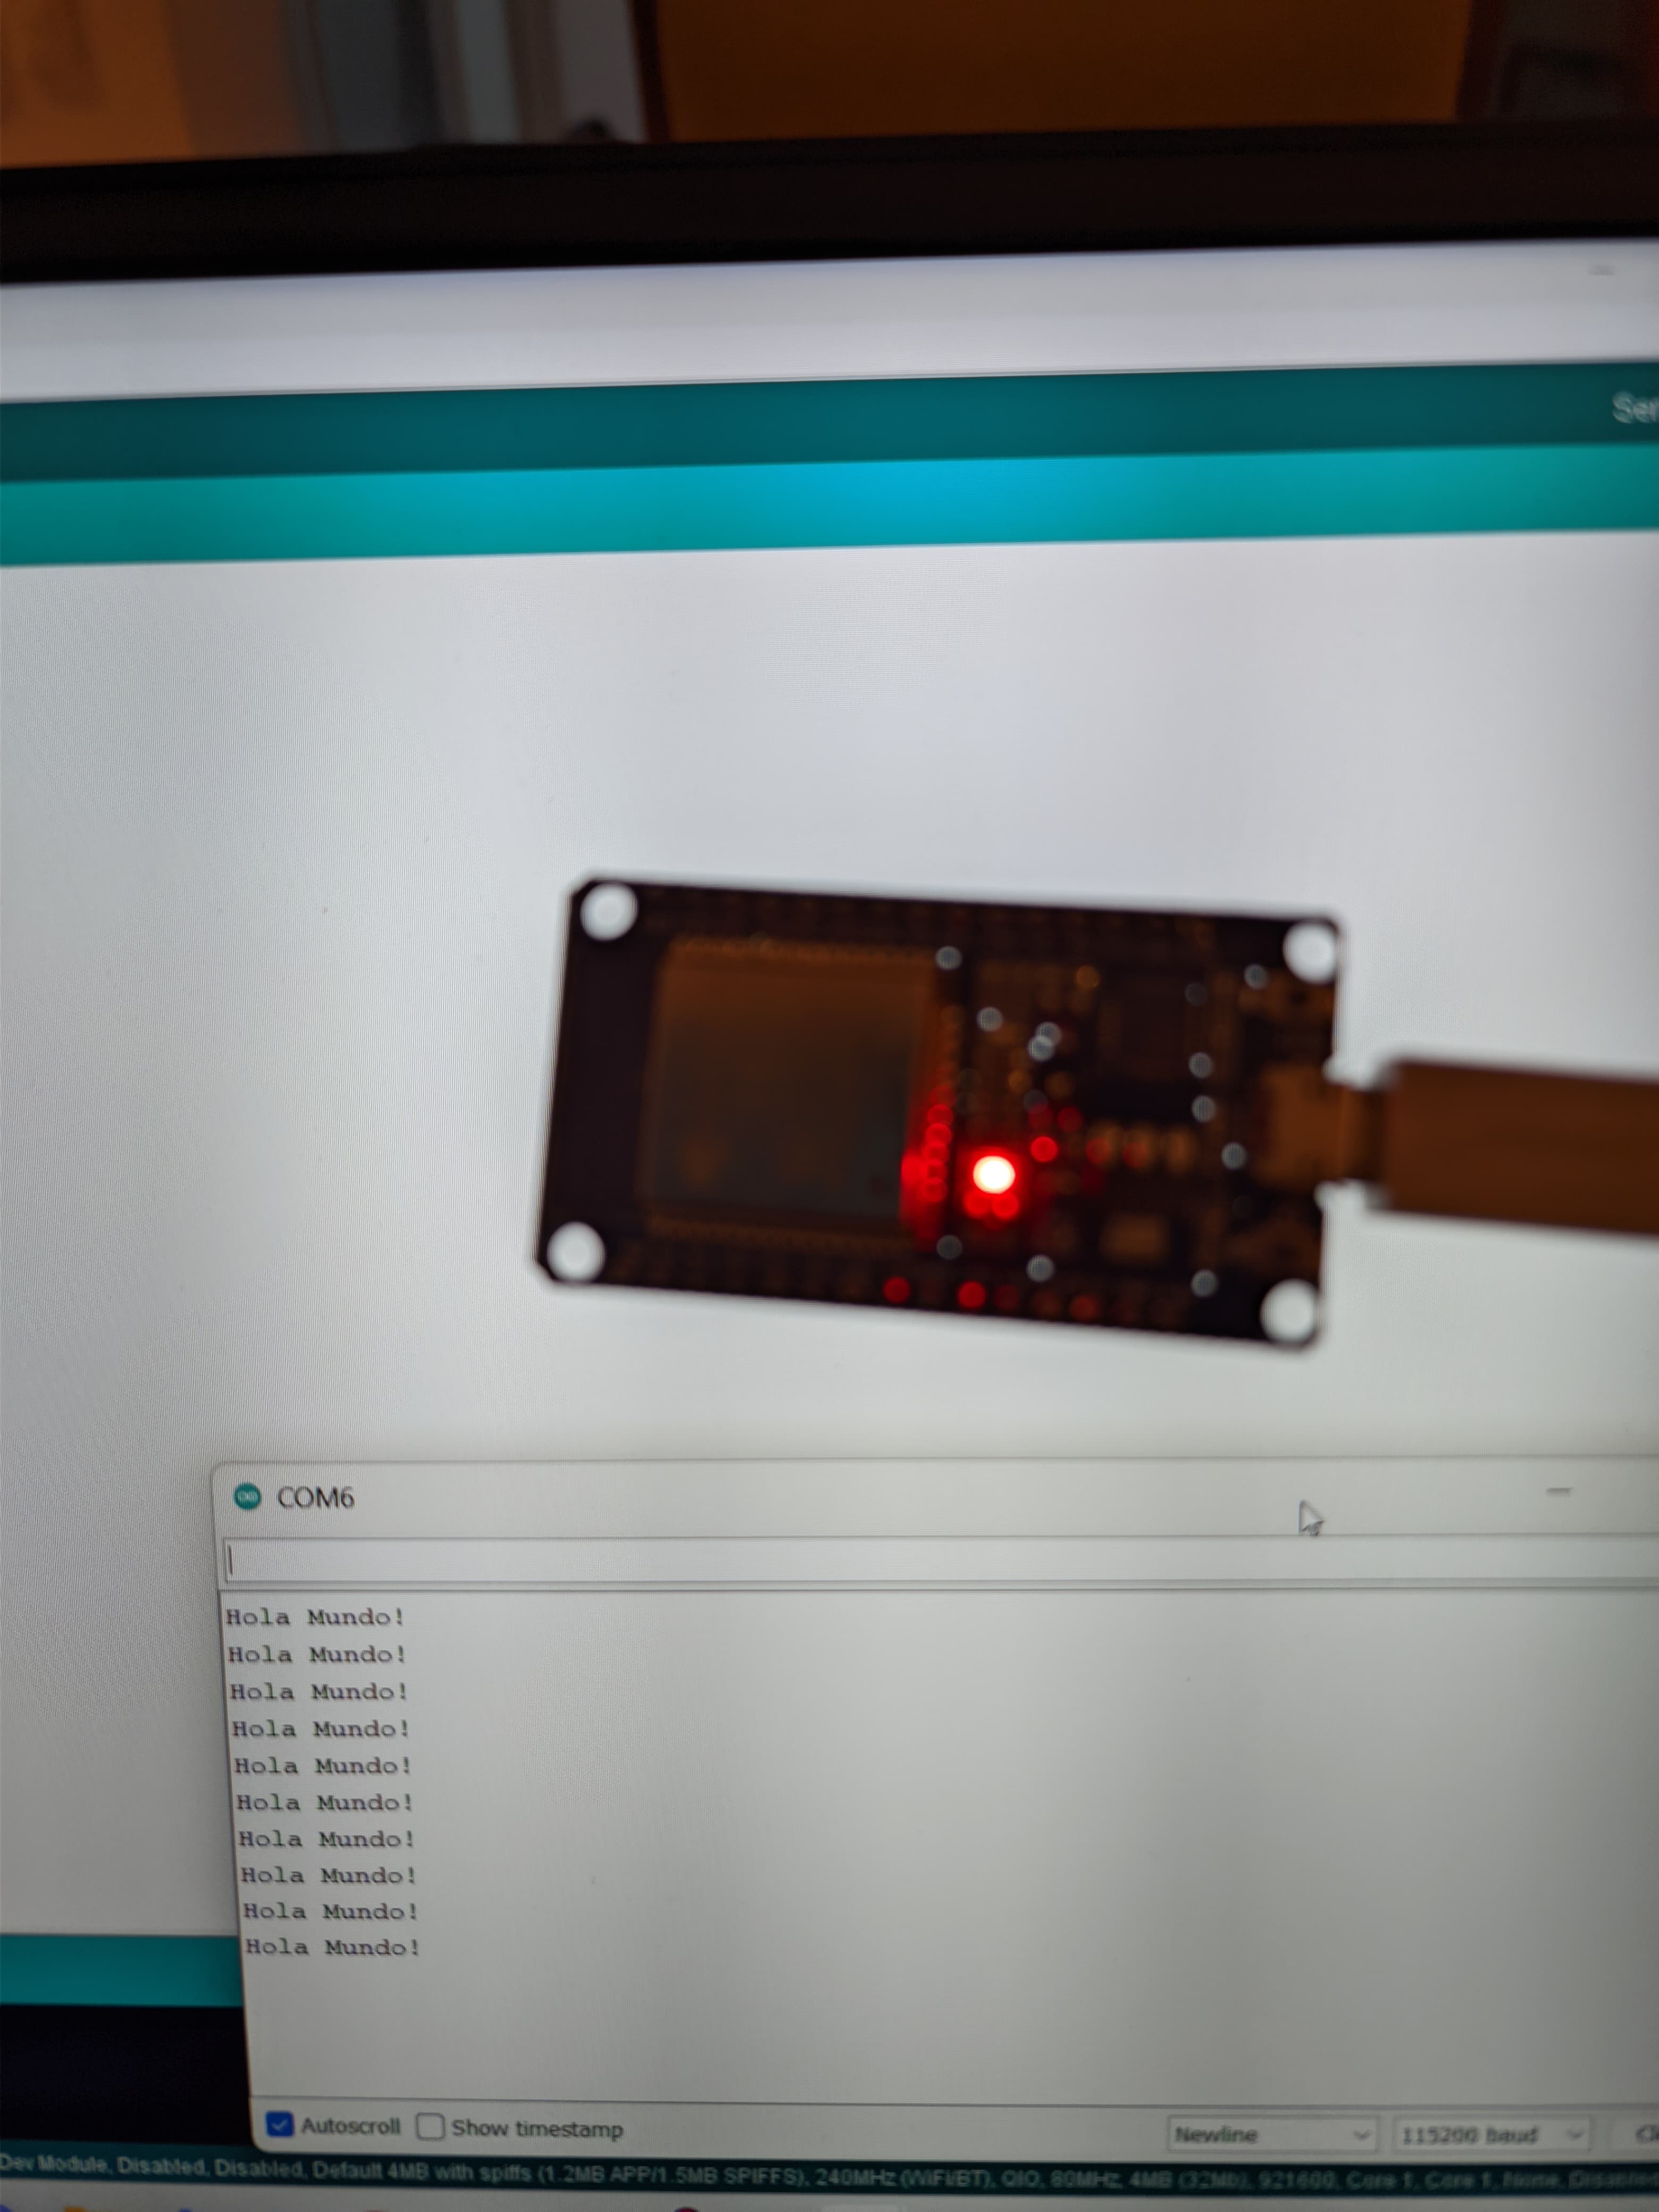 COM6
Hola Mundo!
Hola Mundo!
Hola Mundo!
Hola Mundo!
Hola Mundo!
Hola Mundo!
Hola Mundo!
Hola Mundo!
Hola Mundo!
Hola Mundo!
Autoscroll Show timestamp Newline 115200 baud
Dev Module, Disabled, Disabled, Default 4MB with spiffs (1.2MB APP/1.5MB SPIFFS), 240MHz (WiFi/BT), QIO, 80MHz, 4MB (32Mb), 921600, Core 1, Core 1, None, Disabled